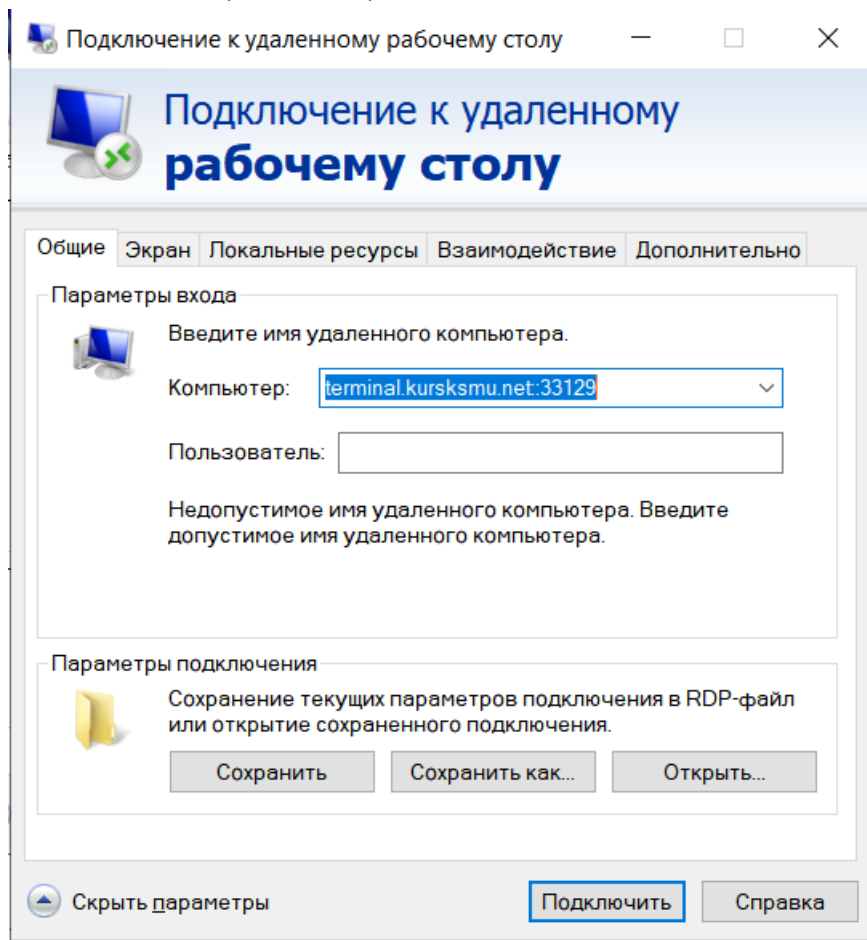 Подключение к удаленному рабочему столу
Подключение к удаленному
рабочему столу
Общие Экран Локальные ресурсы Взаимодействие Дополнительно
Параметры входа
Введите имя удаленного компьютера.
Компьютер: terminal.kursksmu.net::33129
Пользователь:
Недопустимое имя удаленного компьютера. Введите
допустимое имя удаленного компьютера.
Параметры подключения
Сохранение текущих параметров подключения в RDP-файл
или открытие сохраненного подключения.
Сохранить Сохранить как... Открыть...
Скрыть параметры Подключить Справка